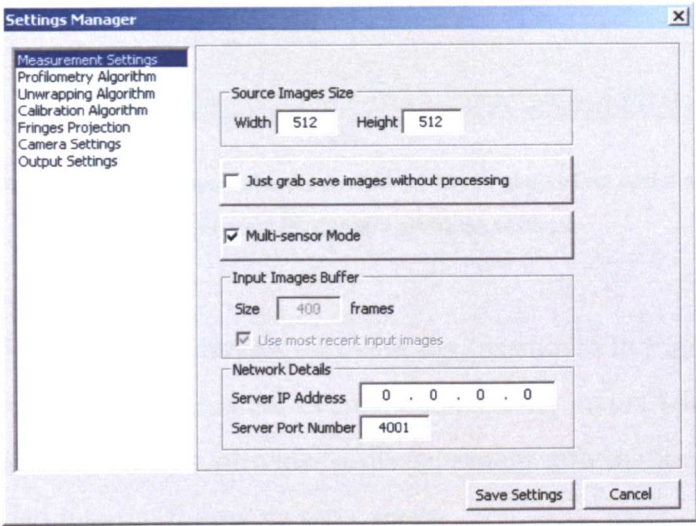 Settings Manager
Measurement Settings
Profilometry Algorithm
Unwrapping Algorithm
Calibration Algorithm
Fringes Projection
Camera Settings
Output Settings
Source Images Size
Width 512 Height 512
Just grab save images without processing
Multi-sensor Mode
Input Images Buffer
Size 400 frames
Use most recent input images
Network Details
Server IP Address 0 . 0 . 0 . 0
Server Port Number 4001
Save Settings Cancel